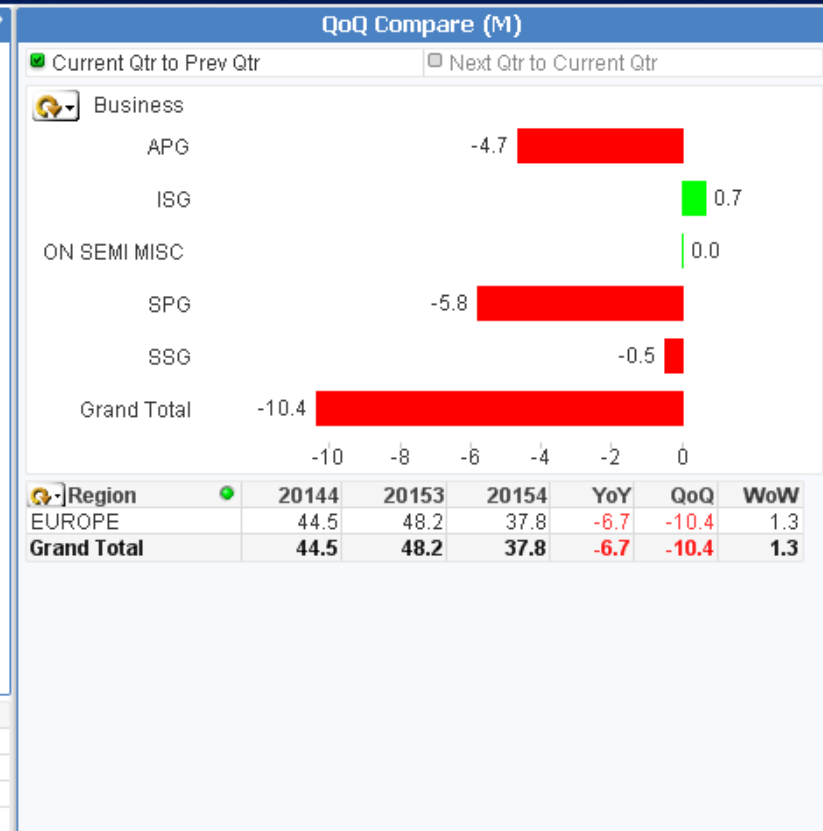 QoQ Compare (M)
Current Qtr to Prev Qtr Next Qtr to Current Qtr
Business
APG -4.7
ISG 0.7
ON SEMI MISC 0.0
SPG -5.8
SSG -0.5
Grand Total -10.4
-10 -8 -6 -4 -2 0
Region 20144 20153 20154 YoY QoQ WoW
EUROPE 44.5 48.2 37.8 -6.7 -10.4 1.3
Grand Total 44.5 48.2 37.8 -6.7 -10.4 1.3